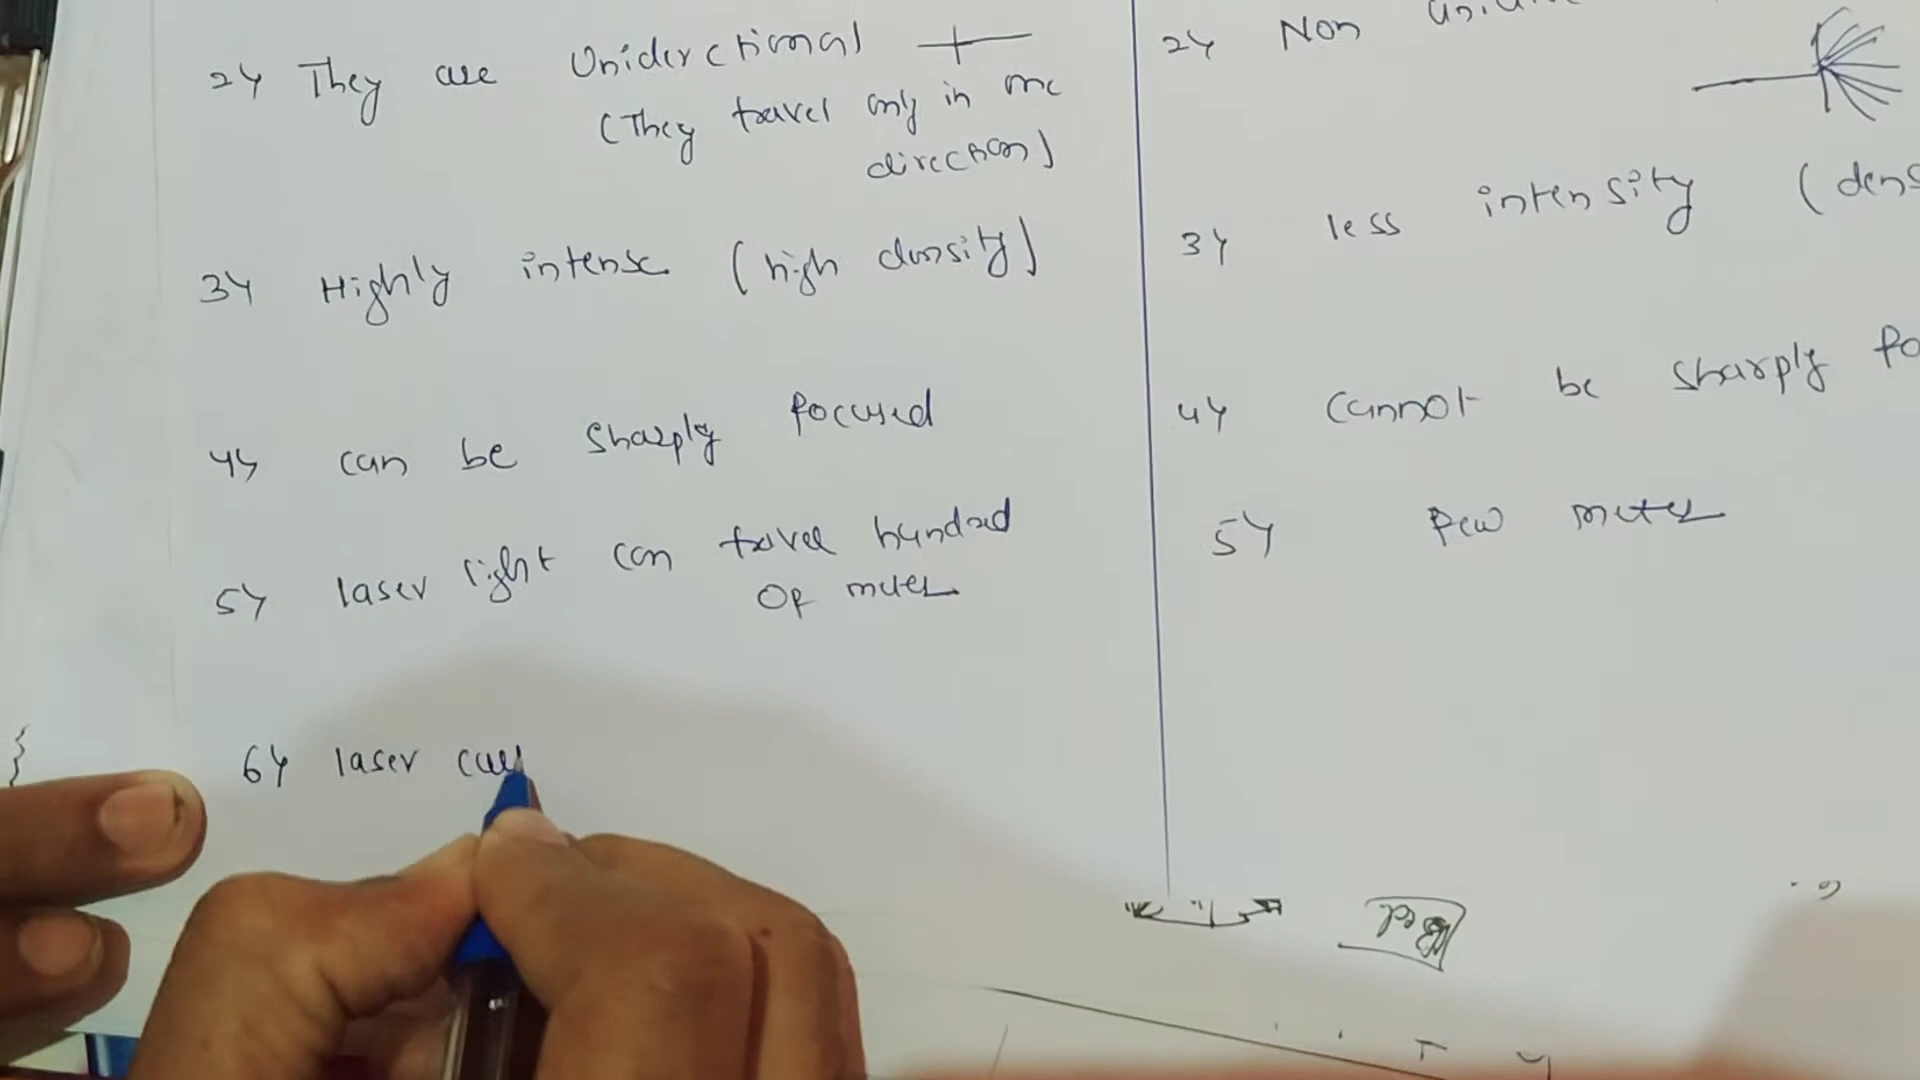 2) They are Unidirectional
(They travel only in one
direction)
3) Highly intense (high density)
4) can be sharply focused
5) laser light can travel hundred
of meter
6) laser
2) Non
3) less intensity (dens
4) cannot be sharply fo
5) few meter